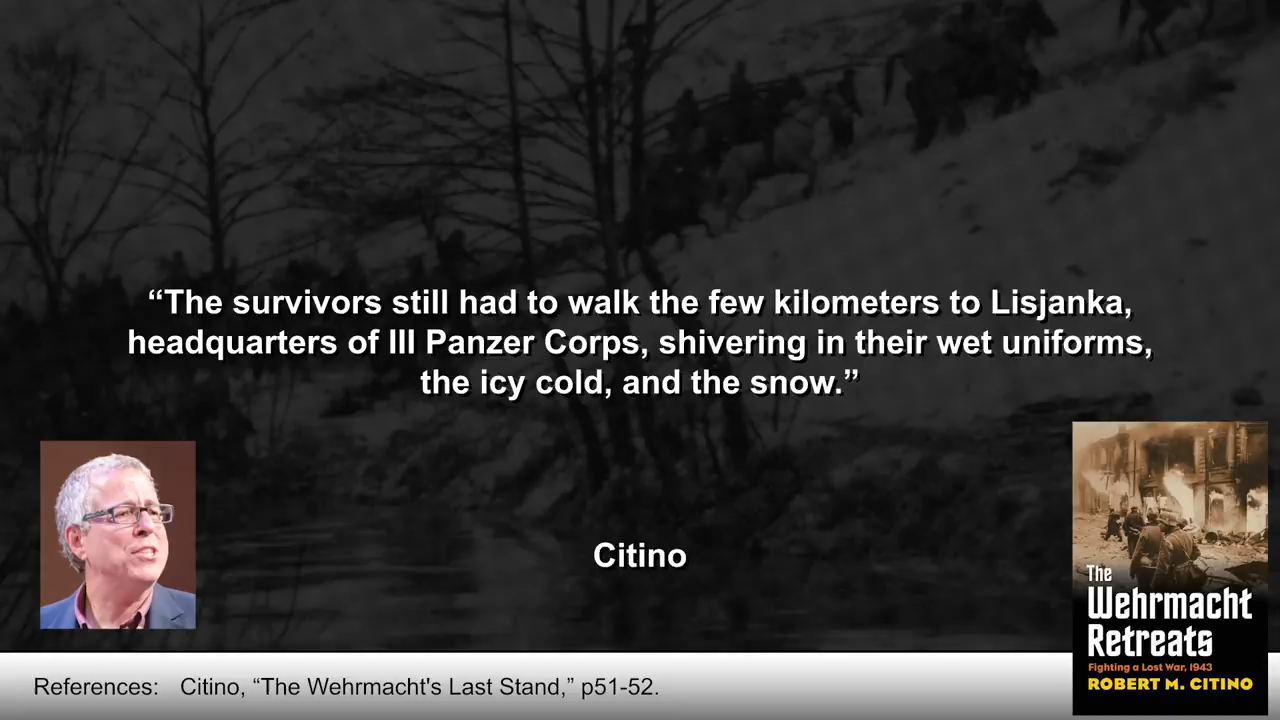 “The survivors still had to walk the few kilometers to Lisjanka,
headquarters of III Panzer Corps, shivering in their wet uniforms,
the icy cold, and the snow.”
Citino
The
Wehrmacht
Retreats
Fighting a Lost War, 1943
ROBERT M. CITINO
References: Citino, “The Wehrmacht's Last Stand,” p51-52.